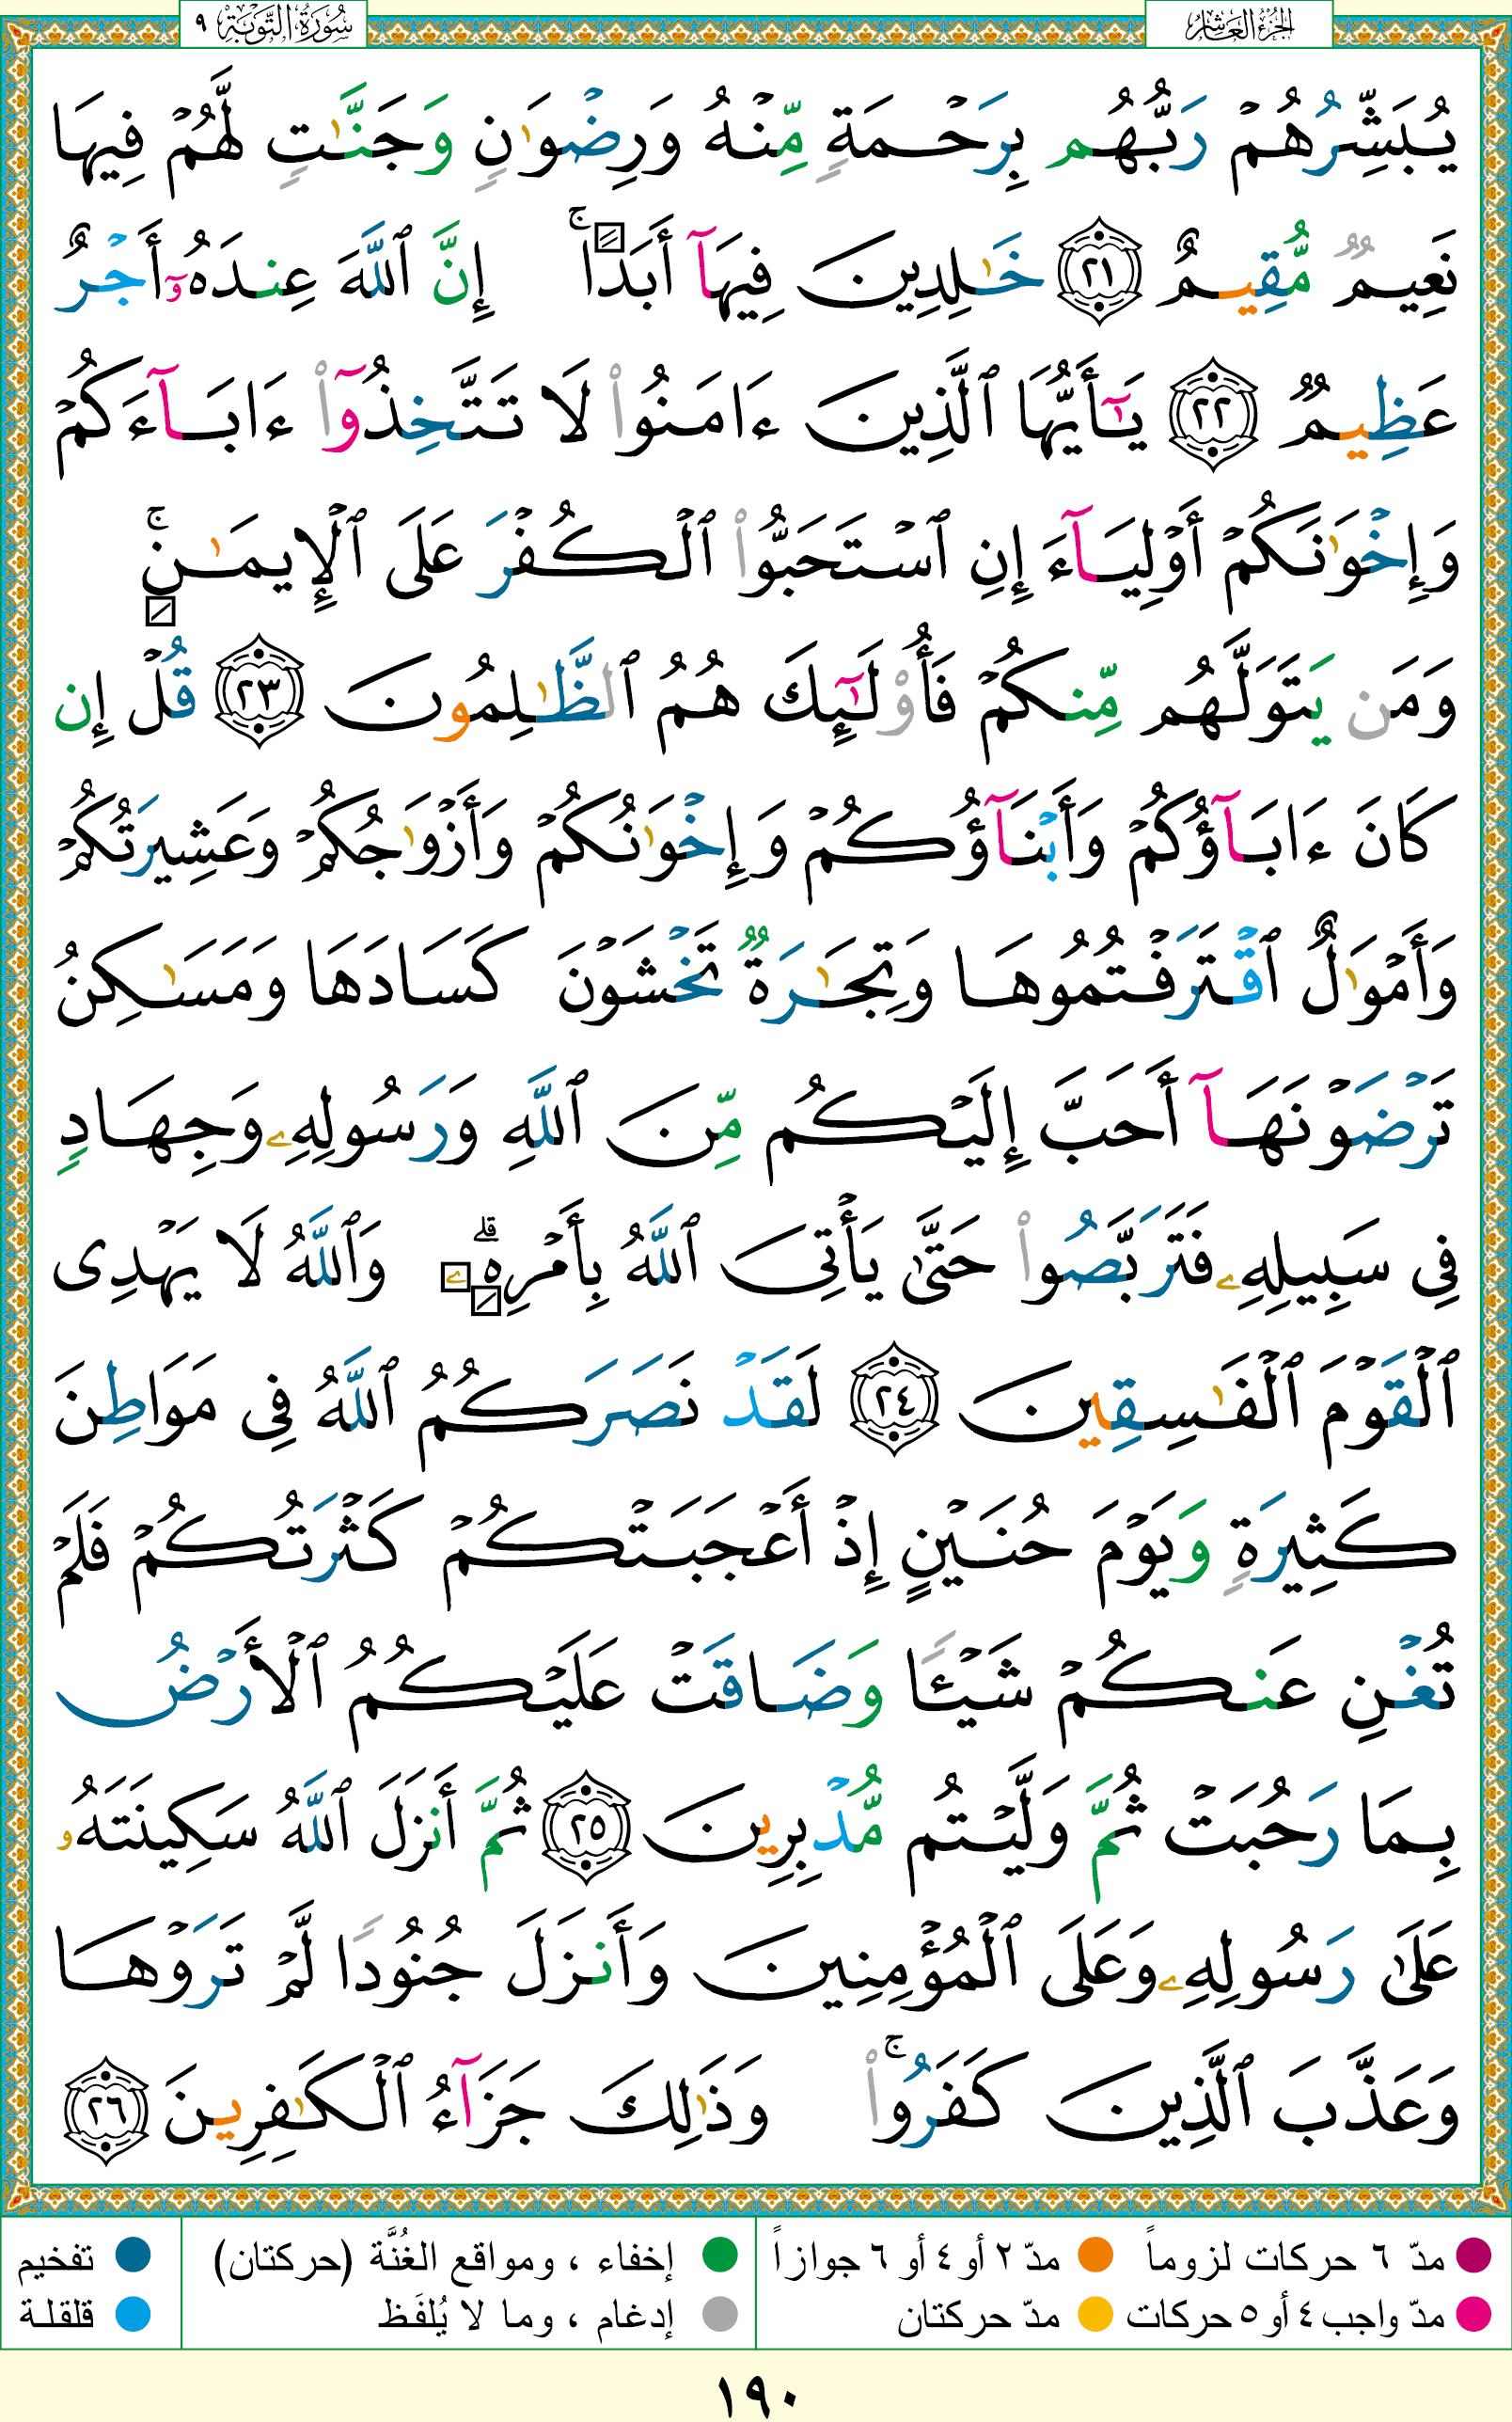 الجزء العاشر
سورة التوبة ٩
يُبَشِّرُهُمۡ رَبُّهُم بِرَحۡمَةٍ مِّنۡهُ وَرِضۡوَٰنٍ وَجَنَّٰتٍ لَّهُمۡ فِيهَا
نَعِيمٌ مُّقِيمٌ ٢١ خَٰلِدِينَ فِيهَآ أَبَدًاۚ إِنَّ ٱللَّهَ عِندَهُۥٓ أَجۡرٌ
عَظِيمٌ ٢٢ يَٰٓأَيُّهَا ٱلَّذِينَ ءَامَنُواْ لَا تَتَّخِذُوٓاْ ءَابَآءَكُمۡ
وَإِخۡوَٰنَكُمۡ أَوۡلِيَآءَ إِنِ ٱسۡتَحَبُّواْ ٱلۡكُفۡرَ عَلَى ٱلۡإِيمَٰنِۚ
وَمَن يَتَوَلَّهُم مِّنكُمۡ فَأُوْلَٰٓئِكَ هُمُ ٱلظَّٰلِمُونَ ٢٣ قُلۡ إِن
كَانَ ءَابَآؤُكُمۡ وَأَبۡنَآؤُكُمۡ وَإِخۡوَٰنُكُمۡ وَأَزۡوَٰجُكُمۡ وَعَشِيرَتُكُمۡ
وَأَمۡوَٰلٌ ٱقۡتَرَفۡتُمُوهَا وَتِجَٰرَةٌ تَخۡشَوۡنَ كَسَادَهَا وَمَسَٰكِنُ
تَرۡضَوۡنَهَآ أَحَبَّ إِلَيۡكُم مِّنَ ٱللَّهِ وَرَسُولِهِۦ وَجِهَادٍ
فِي سَبِيلِهِۦ فَتَرَبَّصُواْ حَتَّىٰ يَأۡتِيَ ٱللَّهُ بِأَمۡرِهِۦۗ وَٱللَّهُ لَا يَهۡدِي
ٱلۡقَوۡمَ ٱلۡفَٰسِقِينَ ٢٤ لَقَدۡ نَصَرَكُمُ ٱللَّهُ فِي مَوَاطِنَ
كَثِيرَةٍ وَيَوۡمَ حُنَيۡنٍ إِذۡ أَعۡجَبَتۡكُمۡ كَثۡرَتُكُمۡ فَلَمۡ
تُغۡنِ عَنكُمۡ شَيۡـًٔا وَضَاقَتۡ عَلَيۡكُمُ ٱلۡأَرۡضُ
بِمَا رَحُبَتۡ ثُمَّ وَلَّيۡتُم مُّدۡبِرِينَ ٢٥ ثُمَّ أَنزَلَ ٱللَّهُ سَكِينَتَهُۥ
عَلَىٰ رَسُولِهِۦ وَعَلَى ٱلۡمُؤۡمِنِينَ وَأَنزَلَ جُنُودًا لَّمۡ تَرَوۡهَا
وَعَذَّبَ ٱلَّذِينَ كَفَرُواْۚ وَذَٰلِكَ جَزَآءُ ٱلۡكَٰفِرِينَ ٢٦
مدّ ٦ حركات لزوماً مدّ ٢ أو ٤ أو ٦ جوازاً إخفاء ، ومواقع الغُنَّة (حركتان) تفخيم
مدّ واجب ٤ أو ٥ حركات مدّ حركتان إدغام ، وما لا يُلفَظ قلقلة
١٩٠